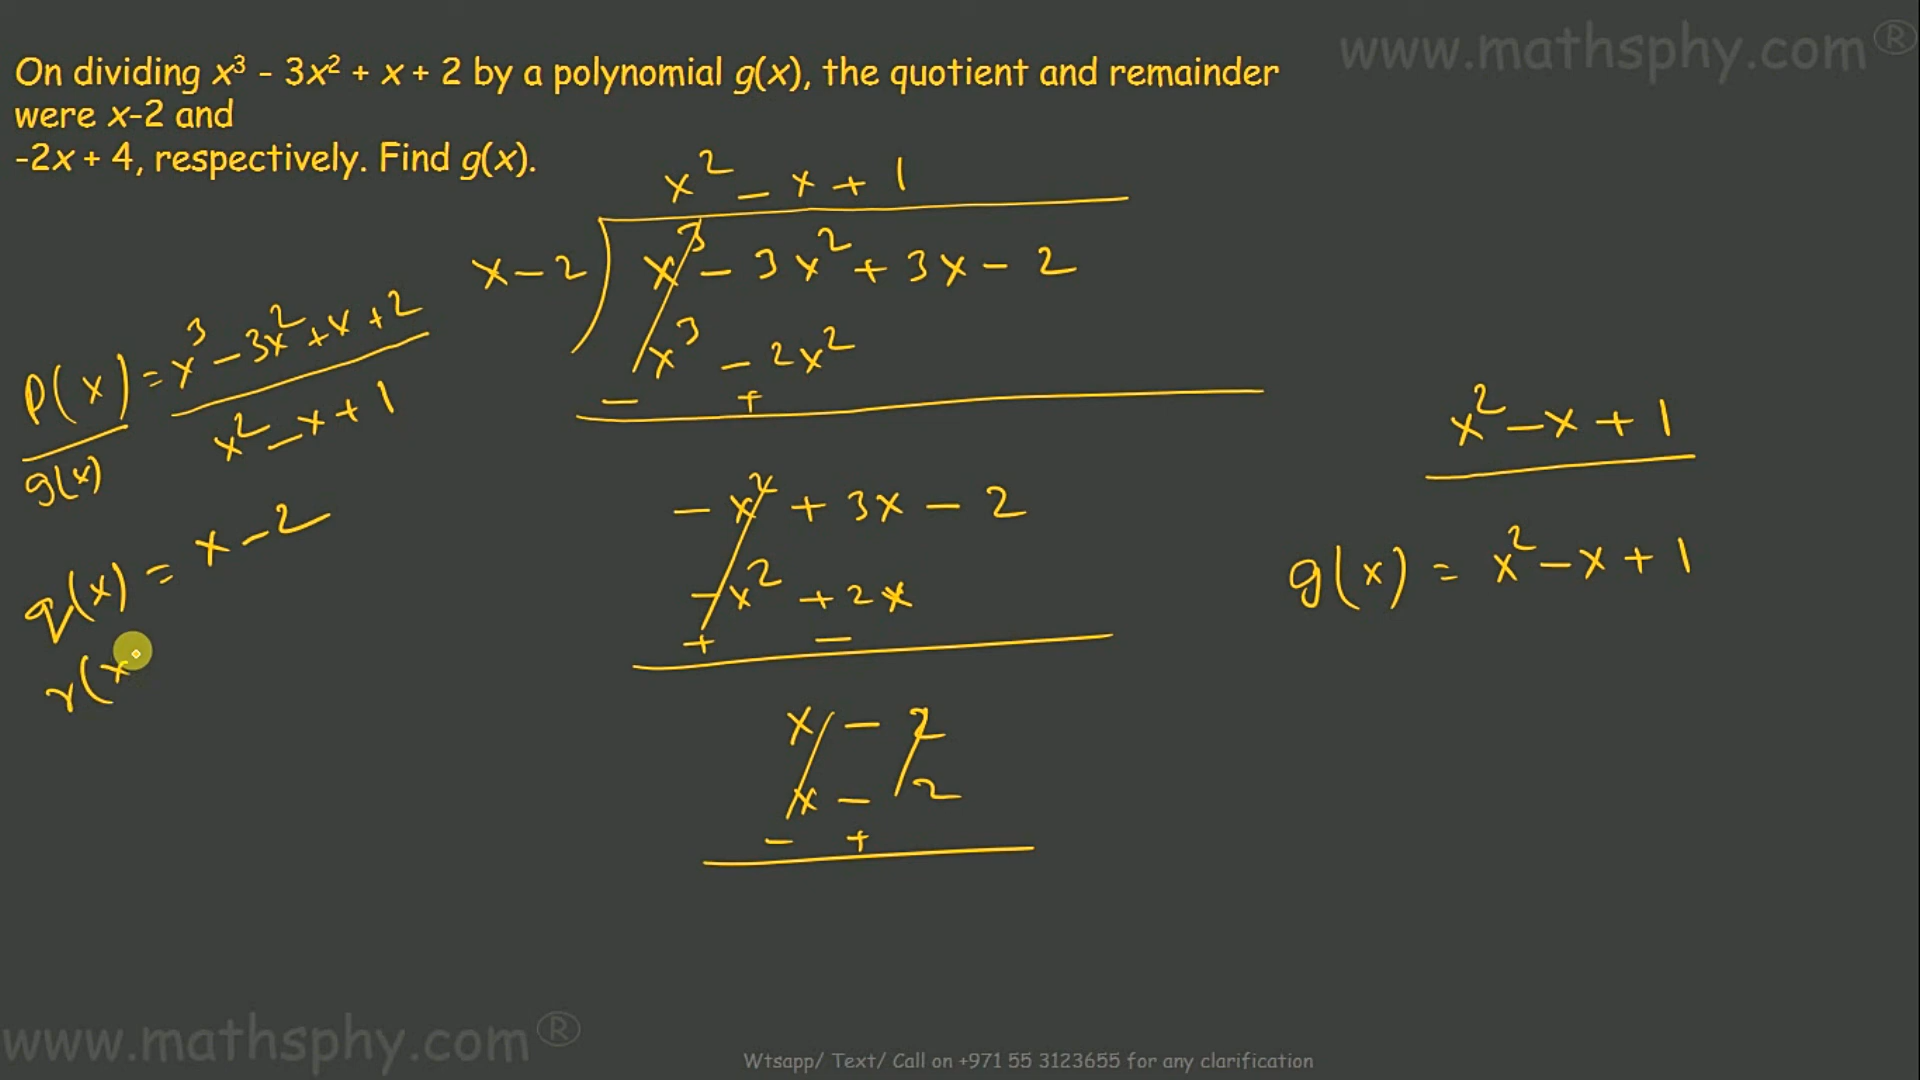 www.mathsphy.com®
On dividing x³ - 3x² + x + 2 by a polynomial g(x), the quotient and remainder
were x-2 and
-2x + 4, respectively. Find g(x).
x² - x + 1
x - 2 ) x³ - 3x² + 3x - 2
x³ - 2x²
- +
- x² + 3x - 2
- x² + 2x
+ -
x - 2
x - 2
- +
P(x) = x³ - 3x² + x + 2
g(x) x² - x + 1
q(x) = x - 2
r(x
x² - x + 1
g(x) = x² - x + 1
www.mathsphy.com®
Wtsapp/ Text/ Call on +971 55 3123655 for any clarification